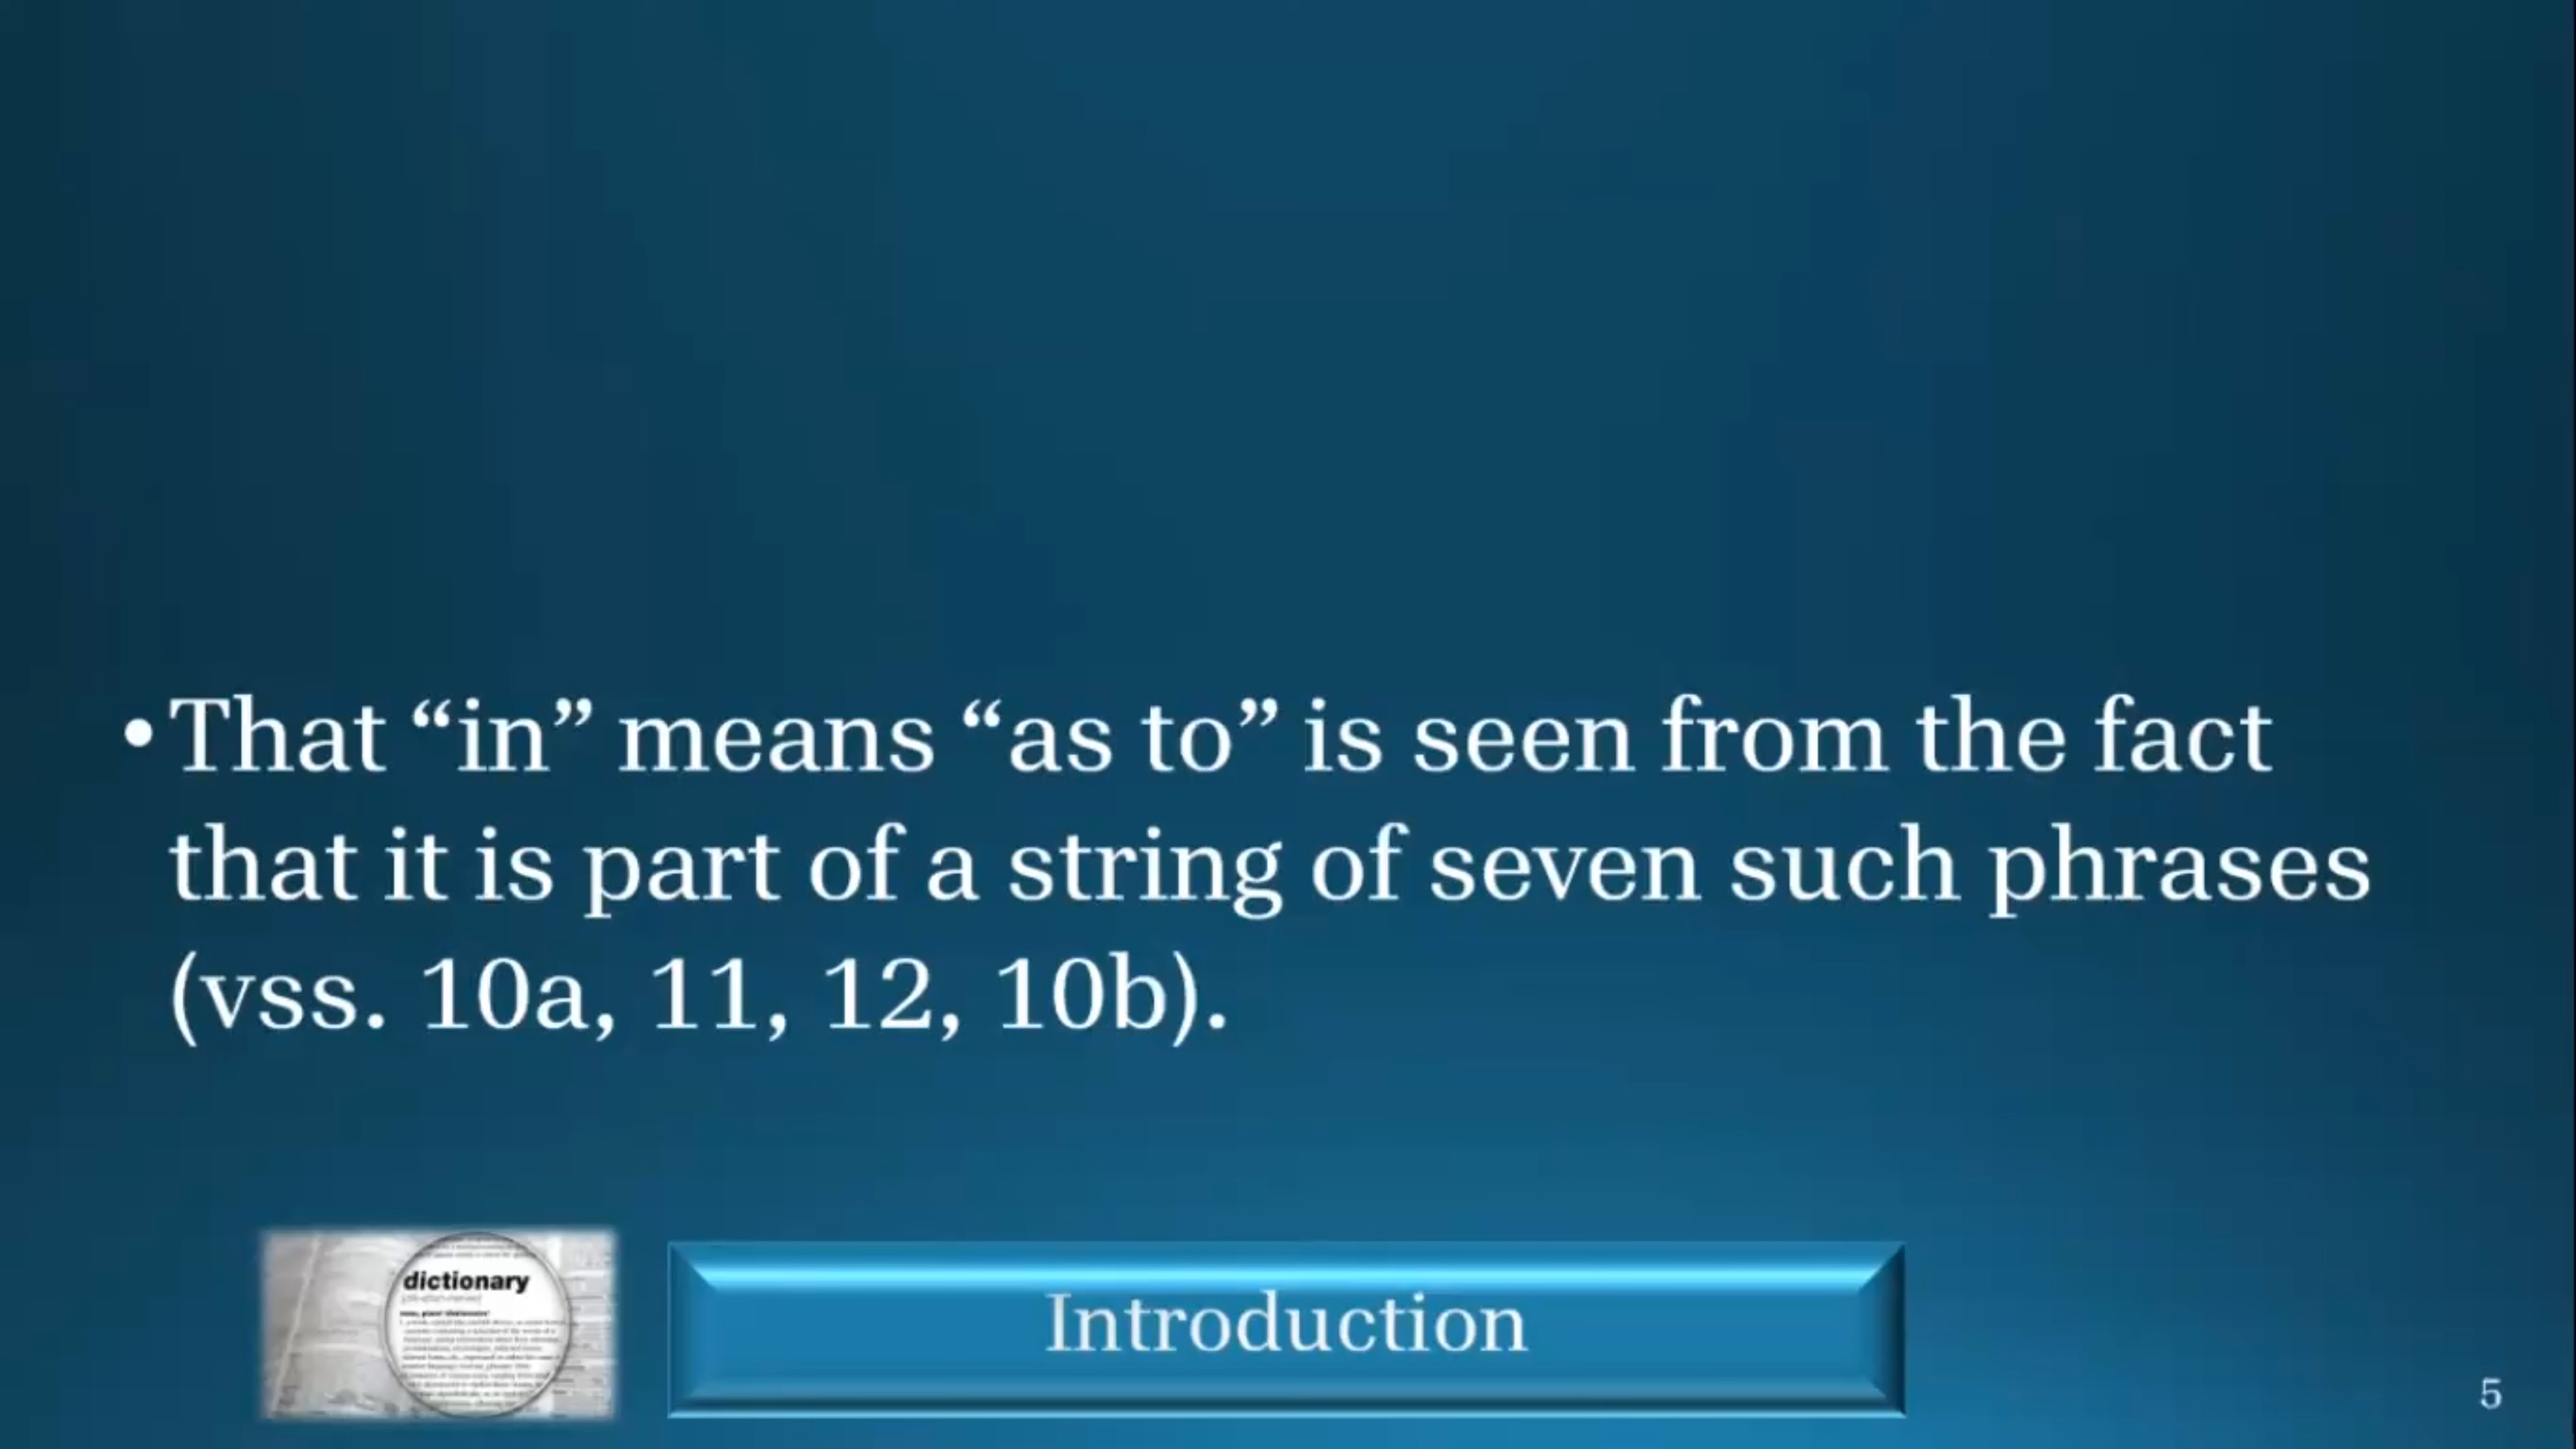 •That “in” means “as to” is seen from the fact
that it is part of a string of seven such phrases
(vss. 10a, 11, 12, 10b).
dictionary
Introduction
5